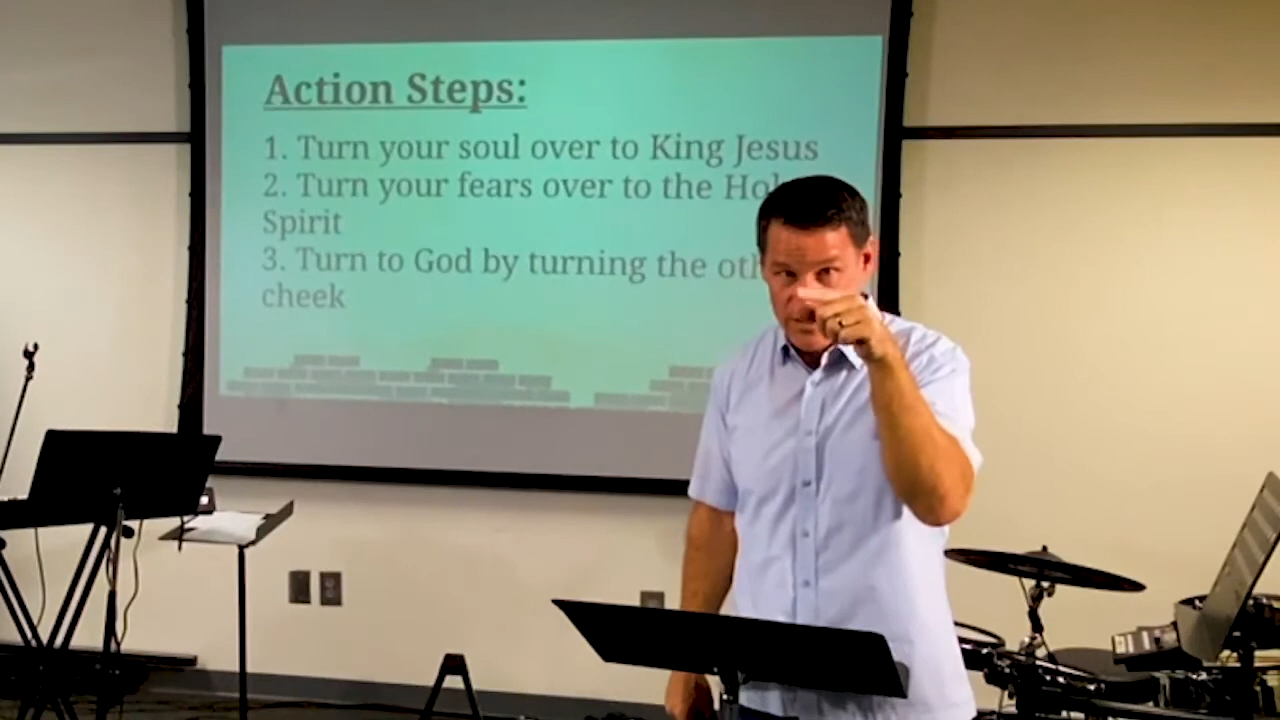 Action Steps:
1. Turn your soul over to King Jesus
2. Turn your fears over to the
Spirit
3. Turn to God by turning the
cheek